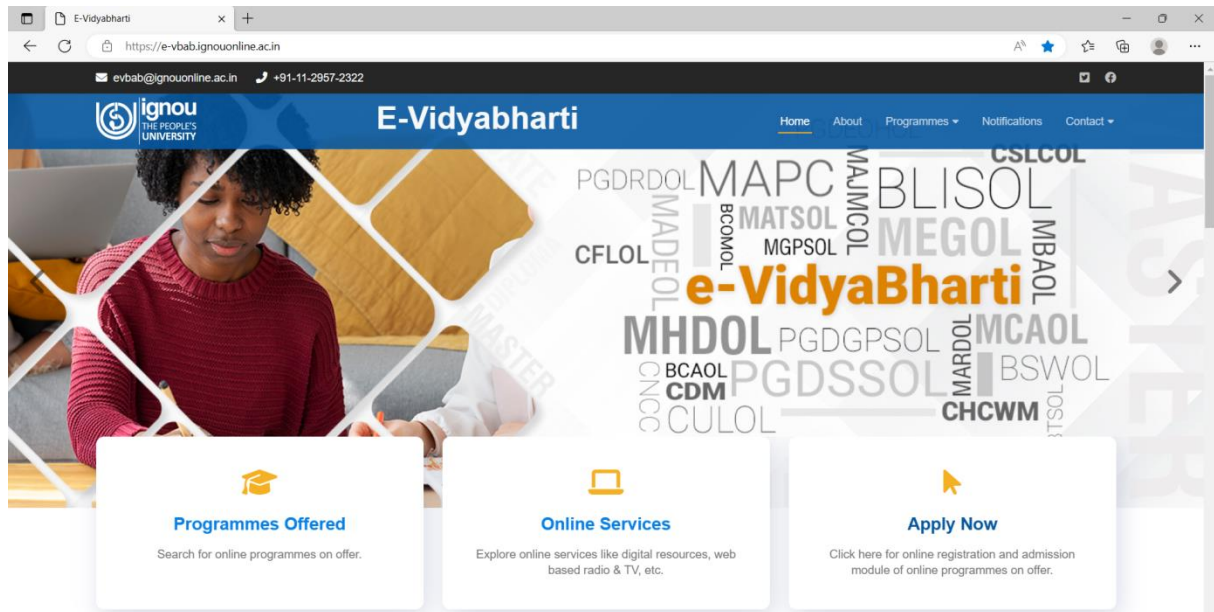 E-Vidyabharti
https://e-vbab.ignouonline.ac.in
evbab@ignouonline.ac.in +91-11-2957-2322
ignou
THE PEOPLE'S
UNIVERSITY
E-Vidyabharti
Home About Programmes Notifications Contact
CSLCOL
PGDRDOL MAPC MAJMCOL BLISOL
MADEOL BCOMOL MATSOL MEGOL MBAOL
CFLOL MGPSOL
e-VidyaBharti
MHDOL PGDGPSOL MARDOL MCAOL
CNCC BCAOL PGDSSOL BSWOL
CDM
CULOL CHCWM
MASTER
Programmes Offered
Search for online programmes on offer.
Online Services
Explore online services like digital resources, web
based radio & TV, etc.
Apply Now
Click here for online registration and admission
module of online programmes on offer.